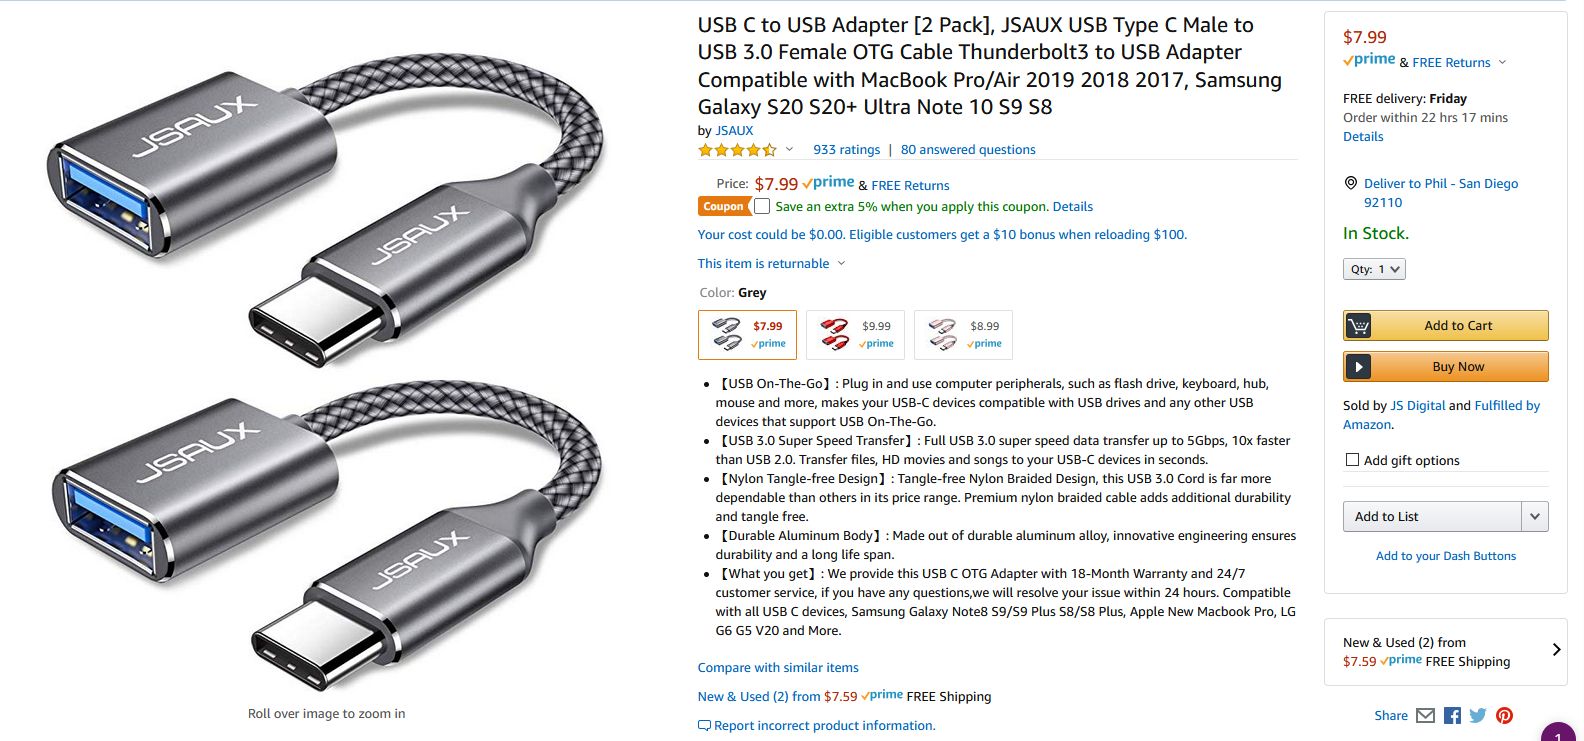 JSAUX
JSAUX
JSAUX
JSAUX
Roll over image to zoom in
USB C to USB Adapter [2 Pack], JSAUX USB Type C Male to
USB 3.0 Female OTG Cable Thunderbolt3 to USB Adapter
Compatible with MacBook Pro/Air 2019 2018 2017, Samsung
Galaxy S20 S20+ Ultra Note 10 S9 S8
by JSAUX
933 ratings | 80 answered questions
Price: $7.99 prime & FREE Returns
Coupon Save an extra 5% when you apply this coupon. Details
Your cost could be $0.00. Eligible customers get a $10 bonus when reloading $100.
This item is returnable
Color: Grey
$7.99 $9.99 $8.99
prime prime prime
• 【USB On-The-Go】: Plug in and use computer peripherals, such as flash drive, keyboard, hub,
mouse and more, makes your USB-C devices compatible with USB drives and any other USB
devices that support USB On-The-Go.
• 【USB 3.0 Super Speed Transfer】: Full USB 3.0 super speed data transfer up to 5Gbps, 10x faster
than USB 2.0. Transfer files, HD movies and songs to your USB-C devices in seconds.
• 【Nylon Tangle-free Design】: Tangle-free Nylon Braided Design, this USB 3.0 Cord is far more
dependable than others in its price range. Premium nylon braided cable adds additional durability
and tangle free.
• 【Durable Aluminum Body】: Made out of durable aluminum alloy, innovative engineering ensures
durability and a long life span.
• 【What you get】: We provide this USB C OTG Adapter with 18-Month Warranty and 24/7
customer service, if you have any questions,we will resolve your issue within 24 hours. Compatible
with all USB C devices, Samsung Galaxy Note8 S9/S9 Plus S8/S8 Plus, Apple New Macbook Pro, LG
G6 G5 V20 and More.
Compare with similar items
New & Used (2) from $7.59 prime FREE Shipping
Report incorrect product information.
$7.99
prime & FREE Returns
FREE delivery: Friday
Order within 22 hrs 17 mins
Details
Deliver to Phil - San Diego
92110
In Stock.
Qty: 1
Add to Cart
Buy Now
Sold by JS Digital and Fulfilled by
Amazon.
Add gift options
Add to List
Add to your Dash Buttons
New & Used (2) from
$7.59 prime FREE Shipping
Share
1